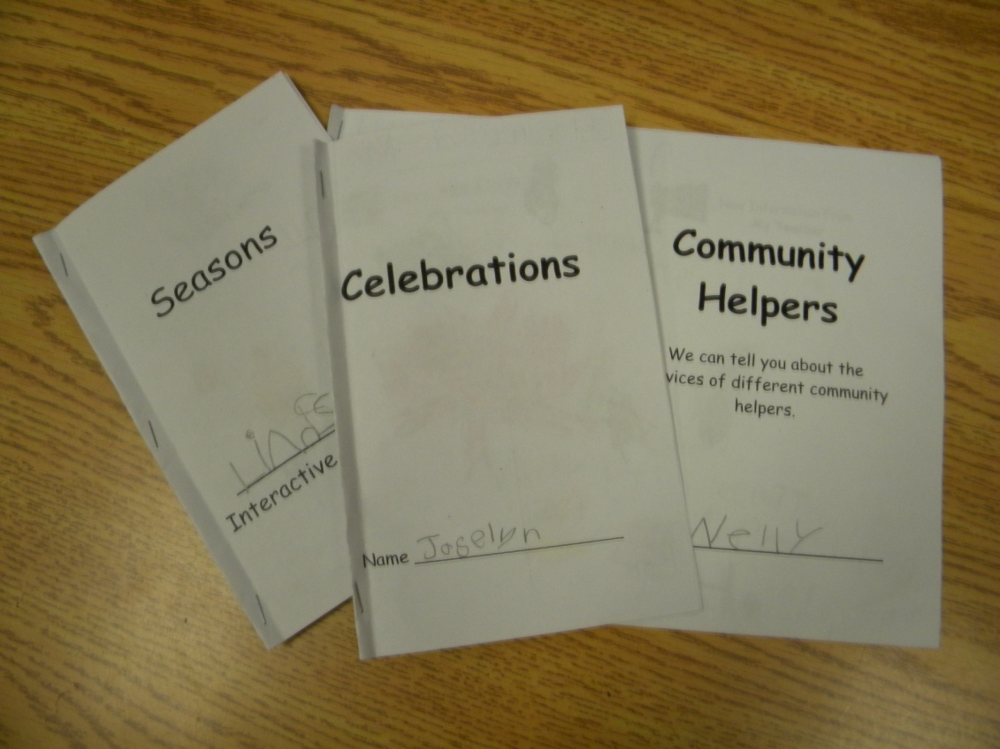 Seasons
Interactive
Celebrations
Name Joselyn
Community
Helpers
We can tell you about the
vices of different community
helpers.
Nelly